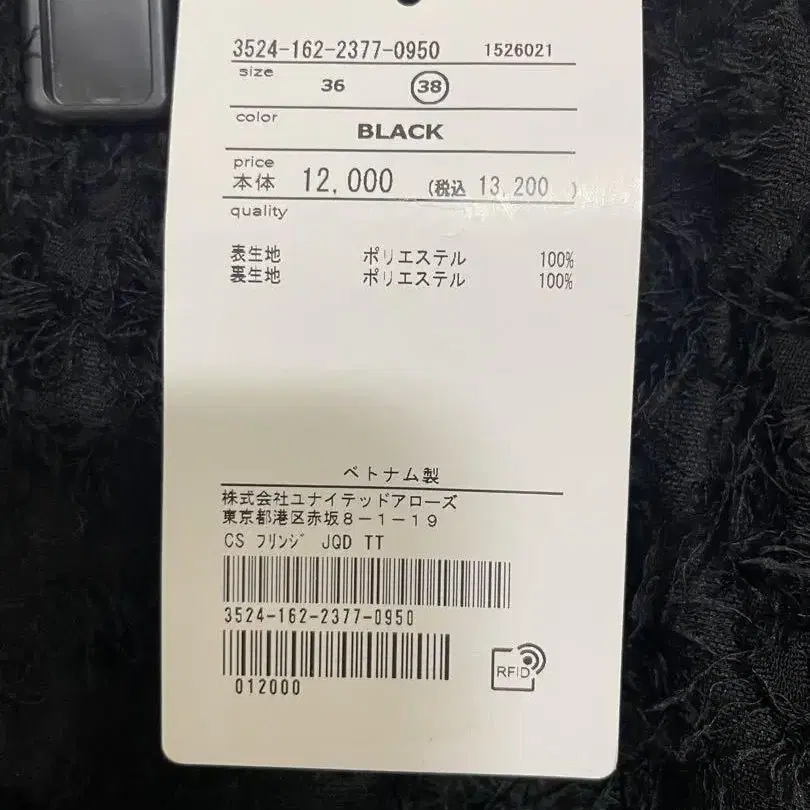 3524-162-2377-0950 1526021
size 36 38
color
BLACK
price
本体 12,000 (税込 13,200 )
quality
表生地 ポリエステル 100%
裏生地 ポリエステル 100%
ベトナム製
株式会社ユナイテッドアローズ
東京都港区赤坂8-1-19
CS フリンジ JQD TT
3524-162-2377-0950
012000
RFID